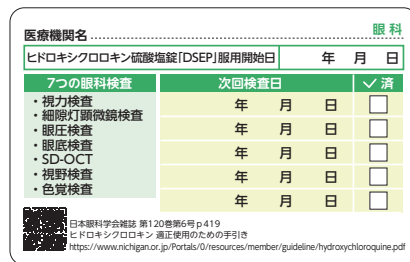 眼科
医療機関名
ヒドロキシクロロキン硫酸塩錠「DSEP」服用開始日 年 月 日
7つの眼科検査 次回検査日 ✓済
・視力検査
・細隙灯顕微鏡検査
・眼圧検査
・眼底検査
・SD-OCT
・視野検査
・色覚検査
年 月 日
年 月 日
年 月 日
年 月 日
年 月 日
日本眼科学会雑誌 第120巻第6号p419
ヒドロキシクロロキン 適正使用のための手引き
https://www.nichigan.or.jp/Portals/0/resources/member/guideline/hydroxychloroquine.pdf